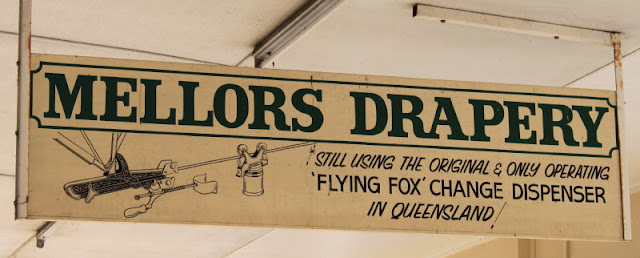 MELLORS DRAPERY
STILL USING THE ORIGINAL & ONLY OPERATING
'FLYING FOX' CHANGE DISPENSER
IN QUEENSLAND!